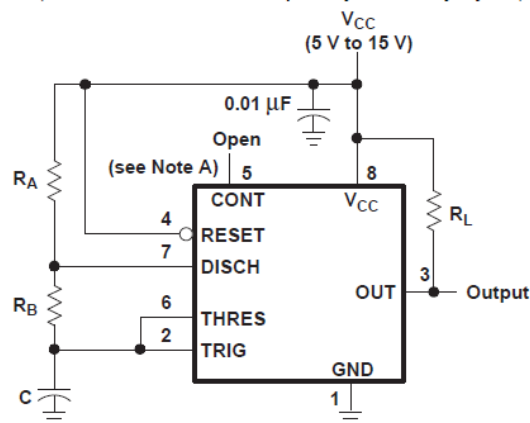 VCC
(5 V to 15 V)
0.01 μF
Open
(see Note A)
5
8
RA
CONT
VCC
RL
4
RESET
7
DISCH
3
OUT
Output
RB
6
THRES
2
TRIG
GND
C
1